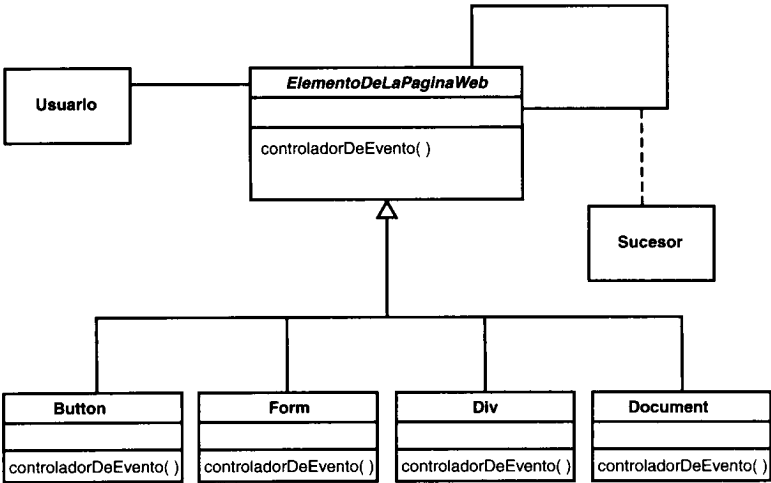 ElementoDeLaPaginaWeb
Usuario
controladorDeEvento( )
Sucesor
Button
Form
Div
Document
controladorDeEvento( )
controladorDeEvento( )
controladorDeEvento( )
controladorDeEvento( )